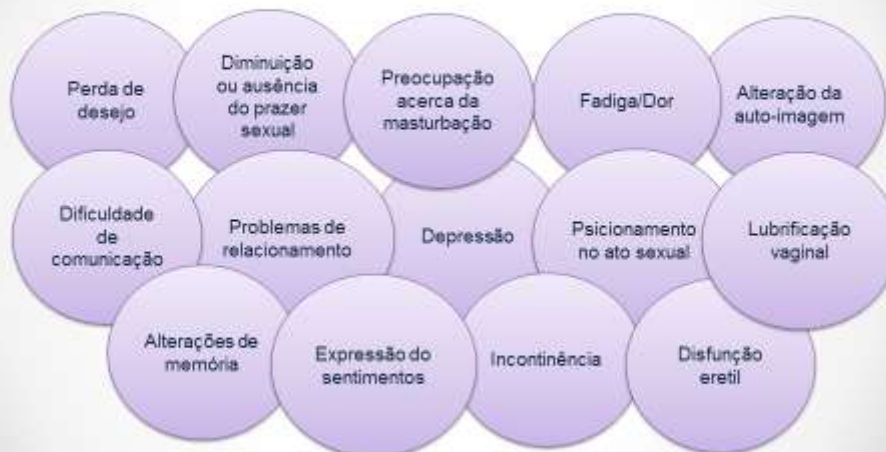 Perda de
desejo
Diminuição
ou ausência
do prazer
sexual
Preocupação
acerca da
masturbação
Fadiga/Dor
Alteração da
auto-imagem
Dificuldade
de
comunicação
Problemas de
relacionamento
Depressão
Psicionamento
no ato sexual
Lubrificação
vaginal
Alterações de
memória
Expressão do
sentimentos
Incontinência
Disfunção
eretil